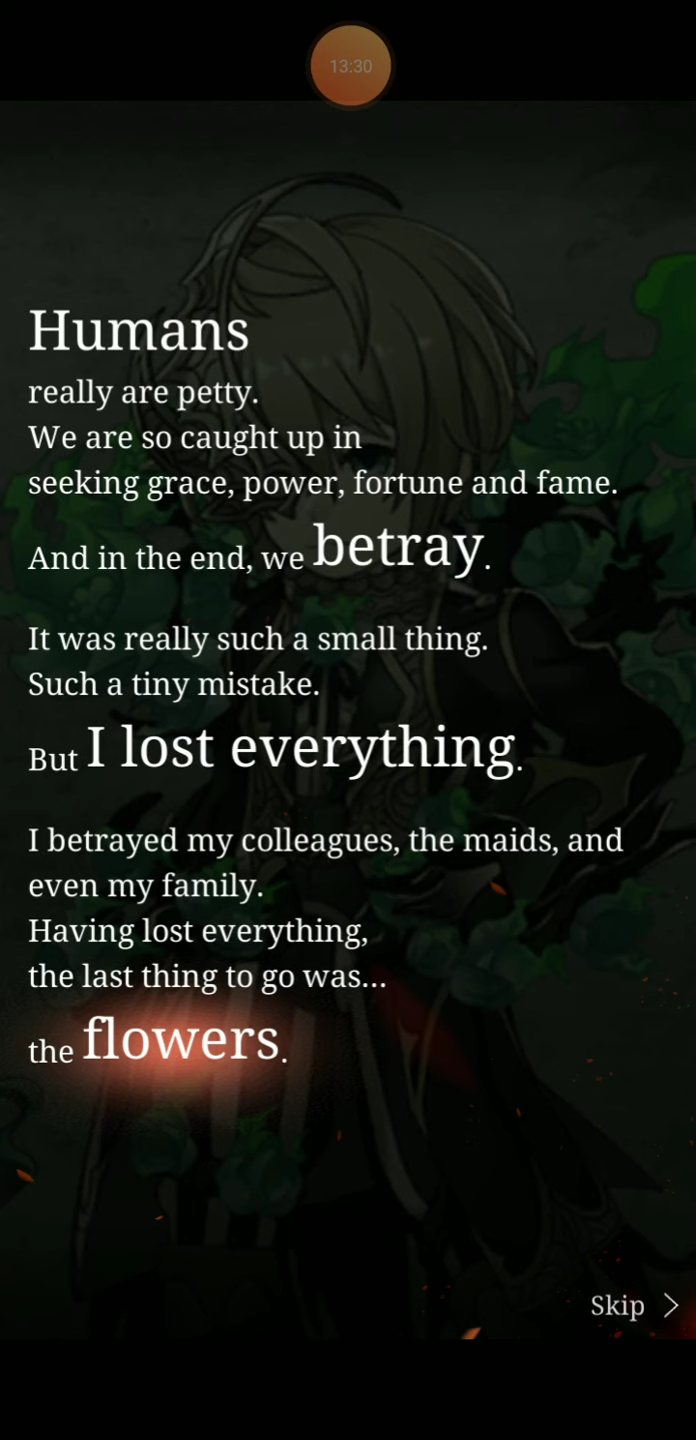 13:30
Humans
really are petty.
We are so caught up in
seeking grace, power, fortune and fame.
And in the end, we betray.
It was really such a small thing.
Such a tiny mistake.
But I lost everything.
I betrayed my colleagues, the maids, and
even my family.
Having lost everything,
the last thing to go was...
the flowers.
Skip >